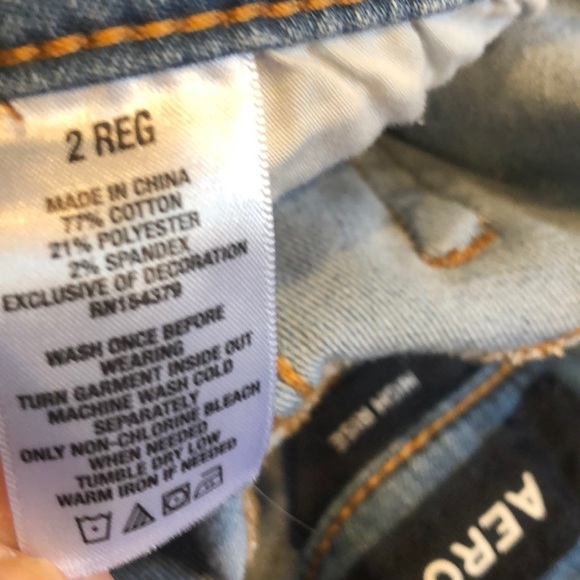 2 REG
MADE IN CHINA
77% COTTON
21% POLYESTER
2% SPANDEX
EXCLUSIVE OF DECORATION
RN154379
WASH ONCE BEFORE
WEARING
TURN GARMENT INSIDE OUT
MACHINE WASH COLD
SEPARATELY
ONLY NON-CHLORINE BLEACH
WHEN NEEDED
TUMBLE DRY LOW
WARM IRON IF NEEDED
HIGH RISE
AERO